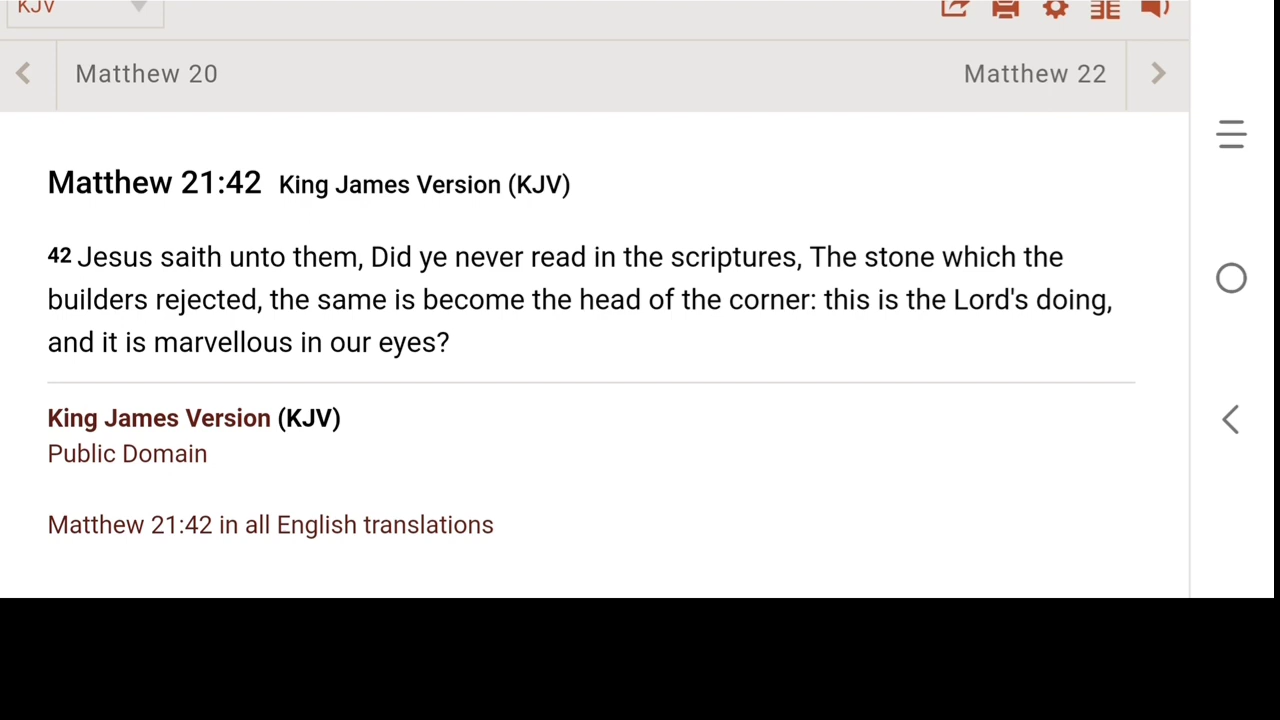 KJV
Matthew 20
Matthew 22
Matthew 21:42 King James Version (KJV)
42 Jesus saith unto them, Did ye never read in the scriptures, The stone which the
builders rejected, the same is become the head of the corner: this is the Lord's doing,
and it is marvellous in our eyes?
King James Version (KJV)
Public Domain
Matthew 21:42 in all English translations